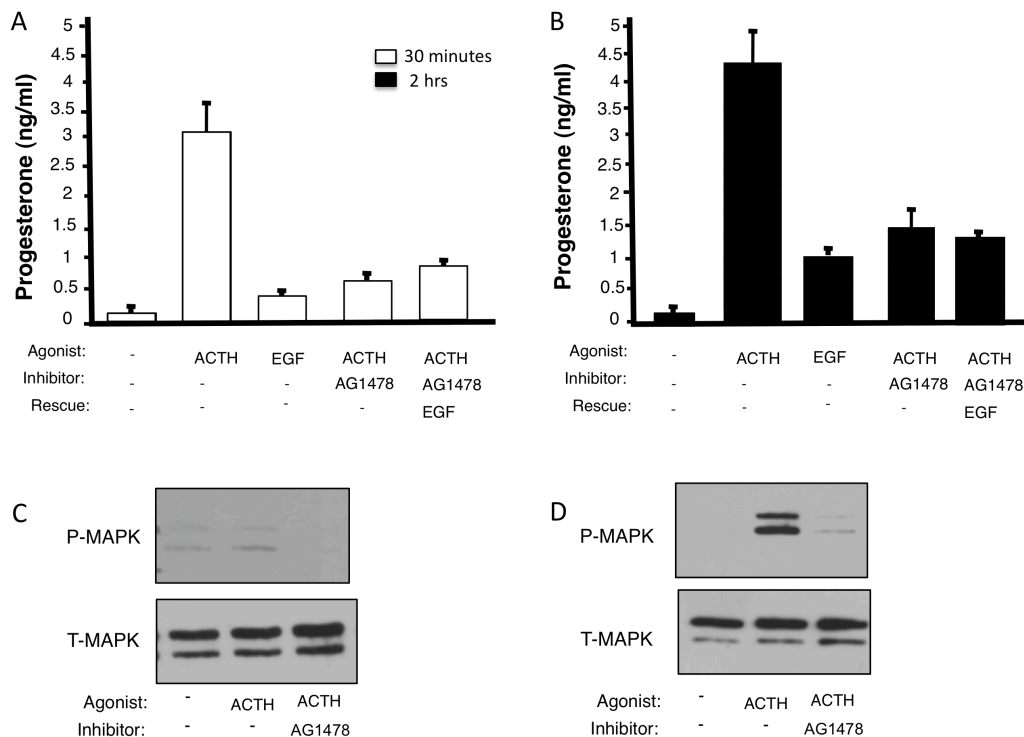 A
Progesterone (ng/ml)
5
4.5
4
3.5
3
2.5
2
1.5
1
0.5
0
30 minutes
2 hrs
Agonist: - ACTH EGF ACTH ACTH
Inhibitor: - - - AG1478 AG1478
Rescue: - - - - EGF
B
Progesterone (ng/ml)
5
4.5
4
3.5
3
2.5
2
1.5
1
0.5
0
Agonist: - ACTH EGF ACTH ACTH
Inhibitor: - - - AG1478 AG1478
Rescue: - - - - EGF
C
P-MAPK
T-MAPK
Agonist: - ACTH ACTH
Inhibitor: - - AG1478
D
P-MAPK
T-MAPK
Agonist: - ACTH ACTH
Inhibitor: - - AG1478